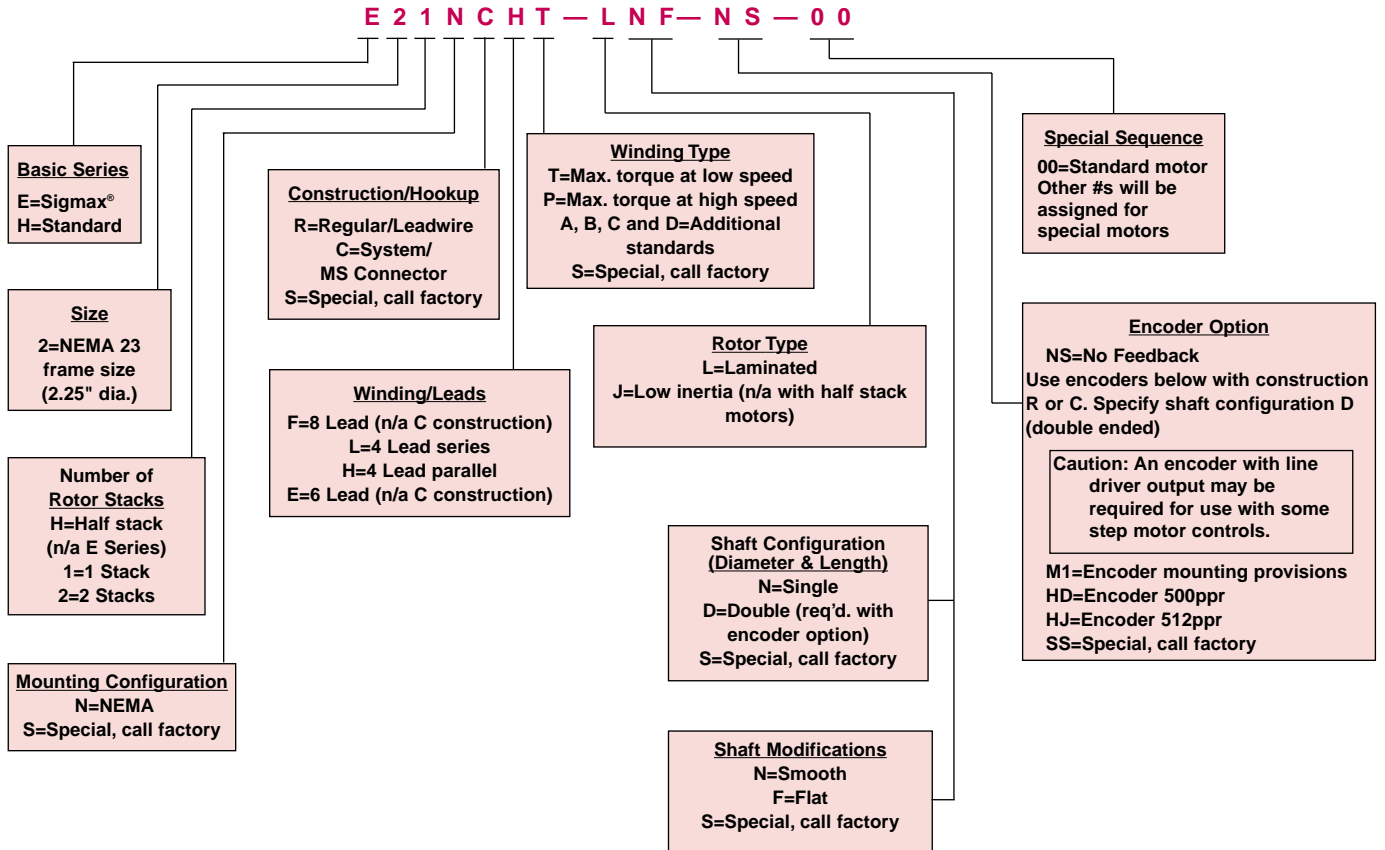 E 2 1 N C H T — L N F — N S — 0 0
Basic Series
E=Sigmax®
H=Standard
Size
2=NEMA 23
frame size
(2.25" dia.)
Number of
Rotor Stacks
H=Half stack
(n/a E Series)
1=1 Stack
2=2 Stacks
Mounting Configuration
N=NEMA
S=Special, call factory
Construction/Hookup
R=Regular/Leadwire
C=System/
MS Connector
S=Special, call factory
Winding/Leads
F=8 Lead (n/a C construction)
L=4 Lead series
H=4 Lead parallel
E=6 Lead (n/a C construction)
Winding Type
T=Max. torque at low speed
P=Max. torque at high speed
A, B, C and D=Additional
standards
S=Special, call factory
Rotor Type
L=Laminated
J=Low inertia (n/a with half stack
motors)
Shaft Configuration
(Diameter & Length)
N=Single
D=Double (req'd. with
encoder option)
S=Special, call factory
Shaft Modifications
N=Smooth
F=Flat
S=Special, call factory
Special Sequence
00=Standard motor
Other #s will be
assigned for
special motors
Encoder Option
NS=No Feedback
Use encoders below with construction
R or C. Specify shaft configuration D
(double ended)
Caution: An encoder with line
driver output may be
required for use with some
step motor controls.
M1=Encoder mounting provisions
HD=Encoder 500ppr
HJ=Encoder 512ppr
SS=Special, call factory